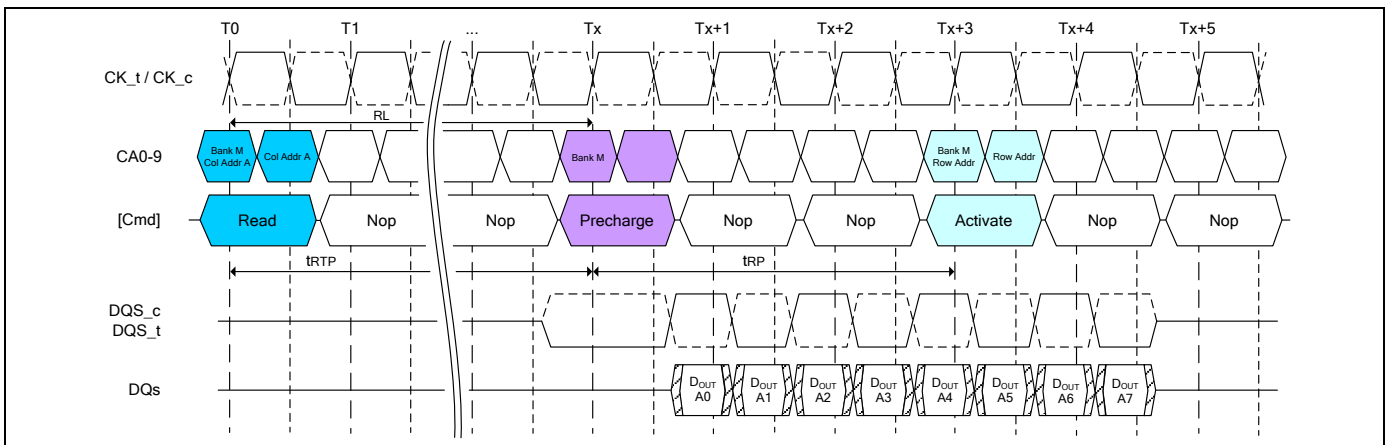 T0 T1 ... Tx Tx+1 Tx+2 Tx+3 Tx+4 Tx+5
CK_t / CK_c
RL
CA0-9
Bank M
Col Addr A
Col Addr A
Bank M
Bank M
Row Addr
Row Addr
[Cmd] Read Nop Nop Precharge Nop Nop Activate Nop Nop
tRTP tRP
DQS_c
DQS_t
DQs
DOUT
A0
DOUT
A1
DOUT
A2
DOUT
A3
DOUT
A4
DOUT
A5
DOUT
A6
DOUT
A7